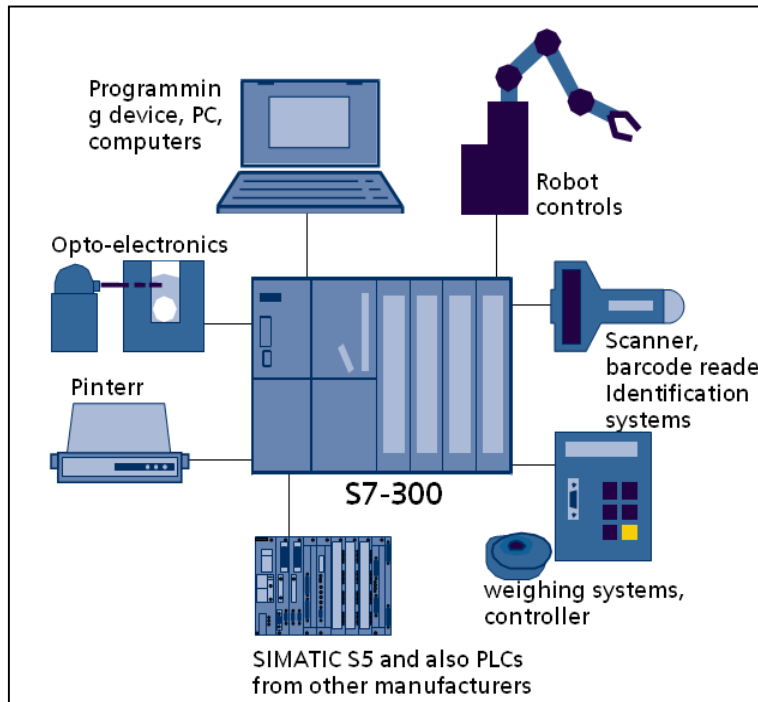 Programmin
g device, PC,
computers
Robot
controls
Opto-electronics
Scanner,
barcode reade
Identification
systems
Pinterr
S7-300
weighing systems,
controller
SIMATIC S5 and also PLCs
from other manufacturers